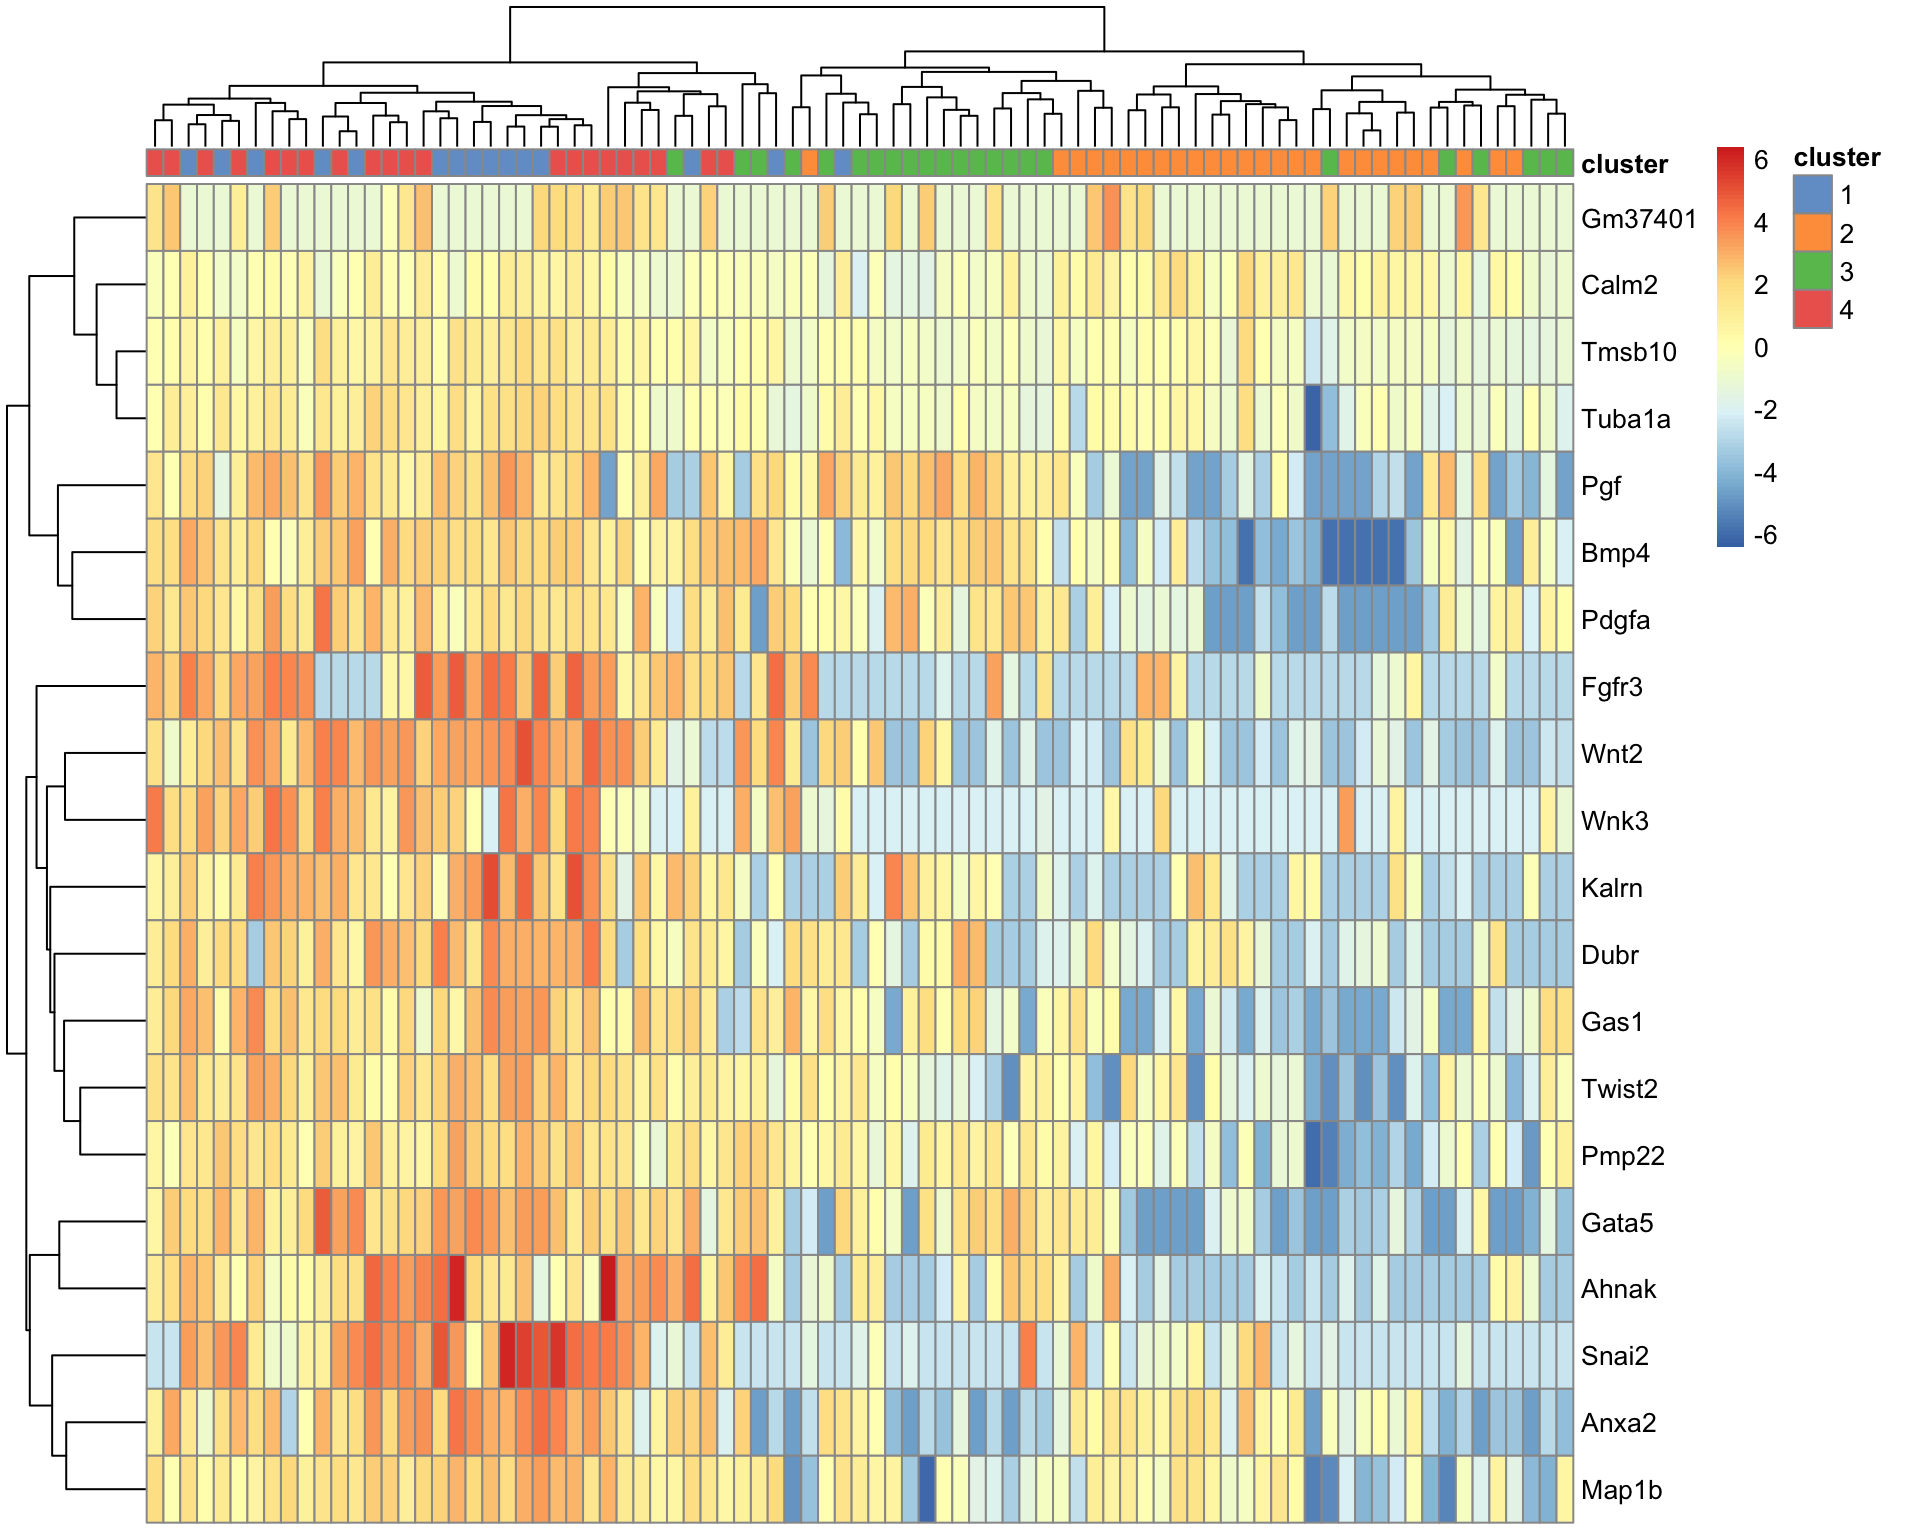 cluster
Gm37401
Calm2
Tmsb10
Tuba1a
Pgf
Bmp4
Pdgfa
Fgfr3
Wnt2
Wnk3
Kalrn
Dubr
Gas1
Twist2
Pmp22
Gata5
Ahnak
Snai2
Anxa2
Map1b
6
4
2
0
-2
-4
-6
cluster
1
2
3
4